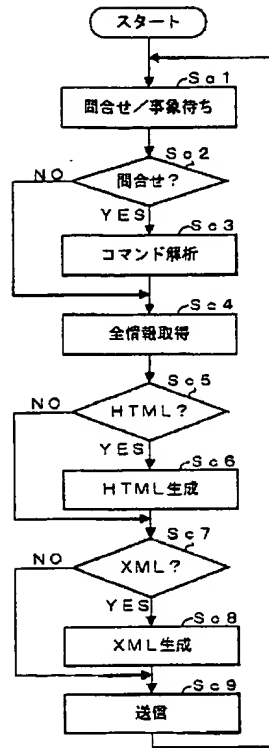 スタート
Sa1
問合せ/事象待ち
Sc2
NO
問合せ?
YES
Sc3
コマンド解析
Sc4
全情報取得
Sc5
NO
HTML?
YES
Sc6
HTML生成
Sc7
NO
XML?
YES
Sc8
XML生成
Sc9
送信